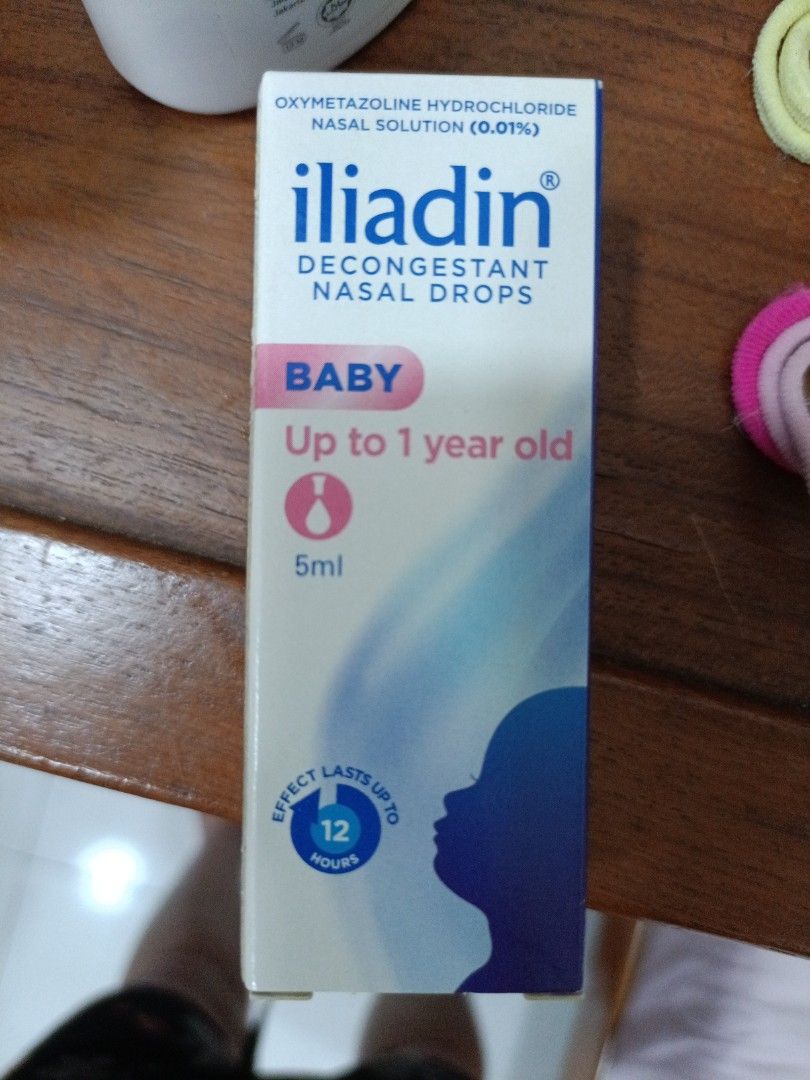 Jakarta
OXYMETAZOLINE HYDROCHLORIDE
NASAL SOLUTION (0.01%)
iliadin®
DECONGESTANT
NASAL DROPS
BABY
Up to 1 year old
5ml
EFFECT LASTS UP TO
12
HOURS